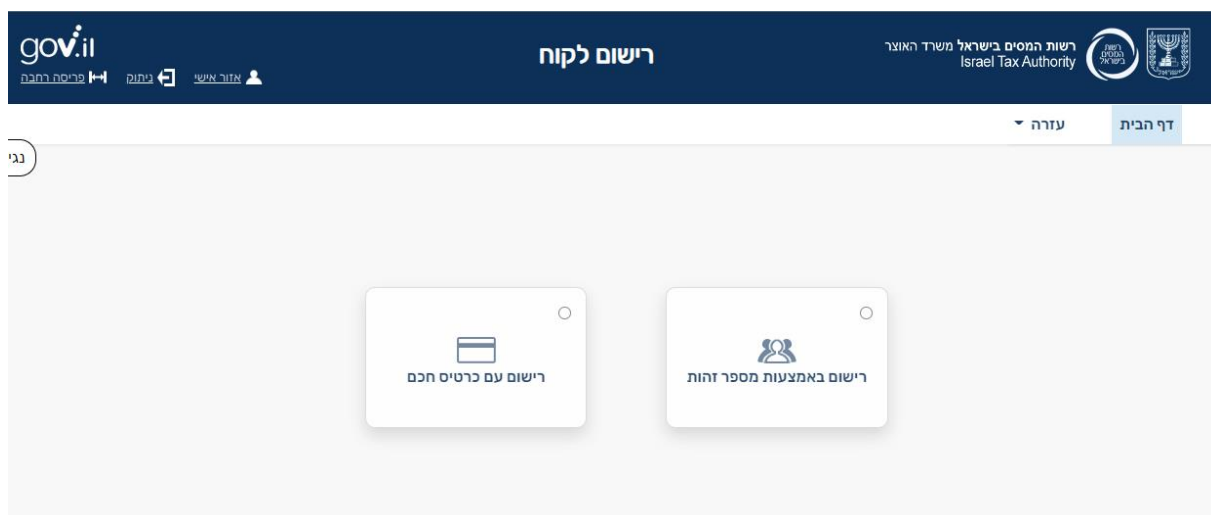 רשות המסים בישראל משרד האוצר
Israel Tax Authority
רישום לקוח
gov.il
אזור אישי
ניתוק
פריסה רחבה
דף הבית
עזרה
נגי
רישום באמצעות מספר זהות
רישום עם כרטיס חכם